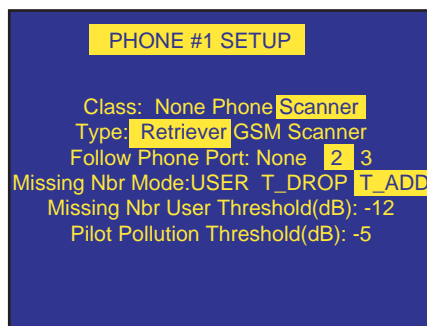 PHONE #1 SETUP
Class: None Phone Scanner
Type: Retriever GSM Scanner
Follow Phone Port: None 2 3
Missing Nbr Mode:USER T_DROP T_ADD
Missing Nbr User Threshold(dB): -12
Pilot Pollution Threshold(dB): -5